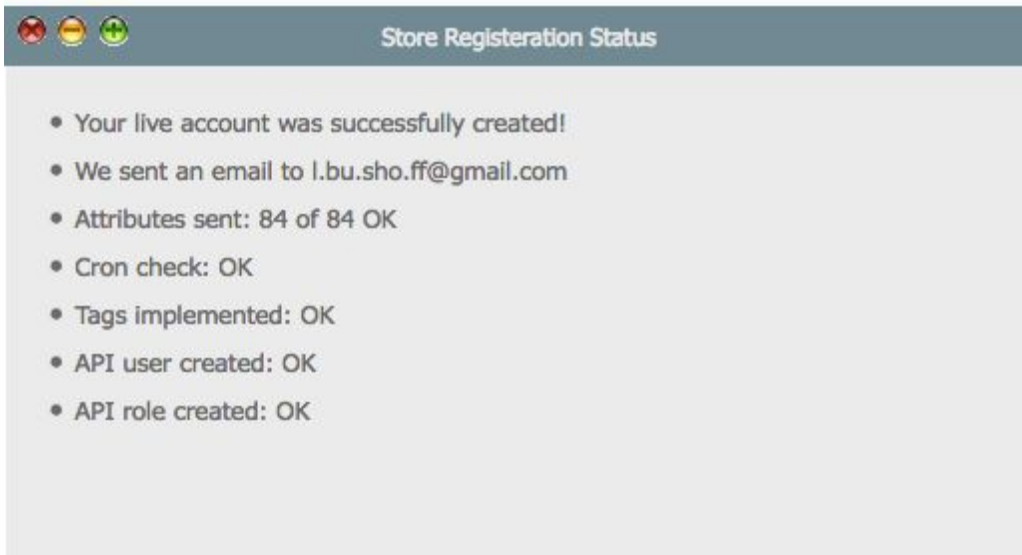 Store Registeration Status
Your live account was successfully created!
We sent an email to l.bu.sho.ff@gmail.com
Attributes sent: 84 of 84 OK
Cron check: OK
Tags implemented: OK
API user created: OK
API role created: OK